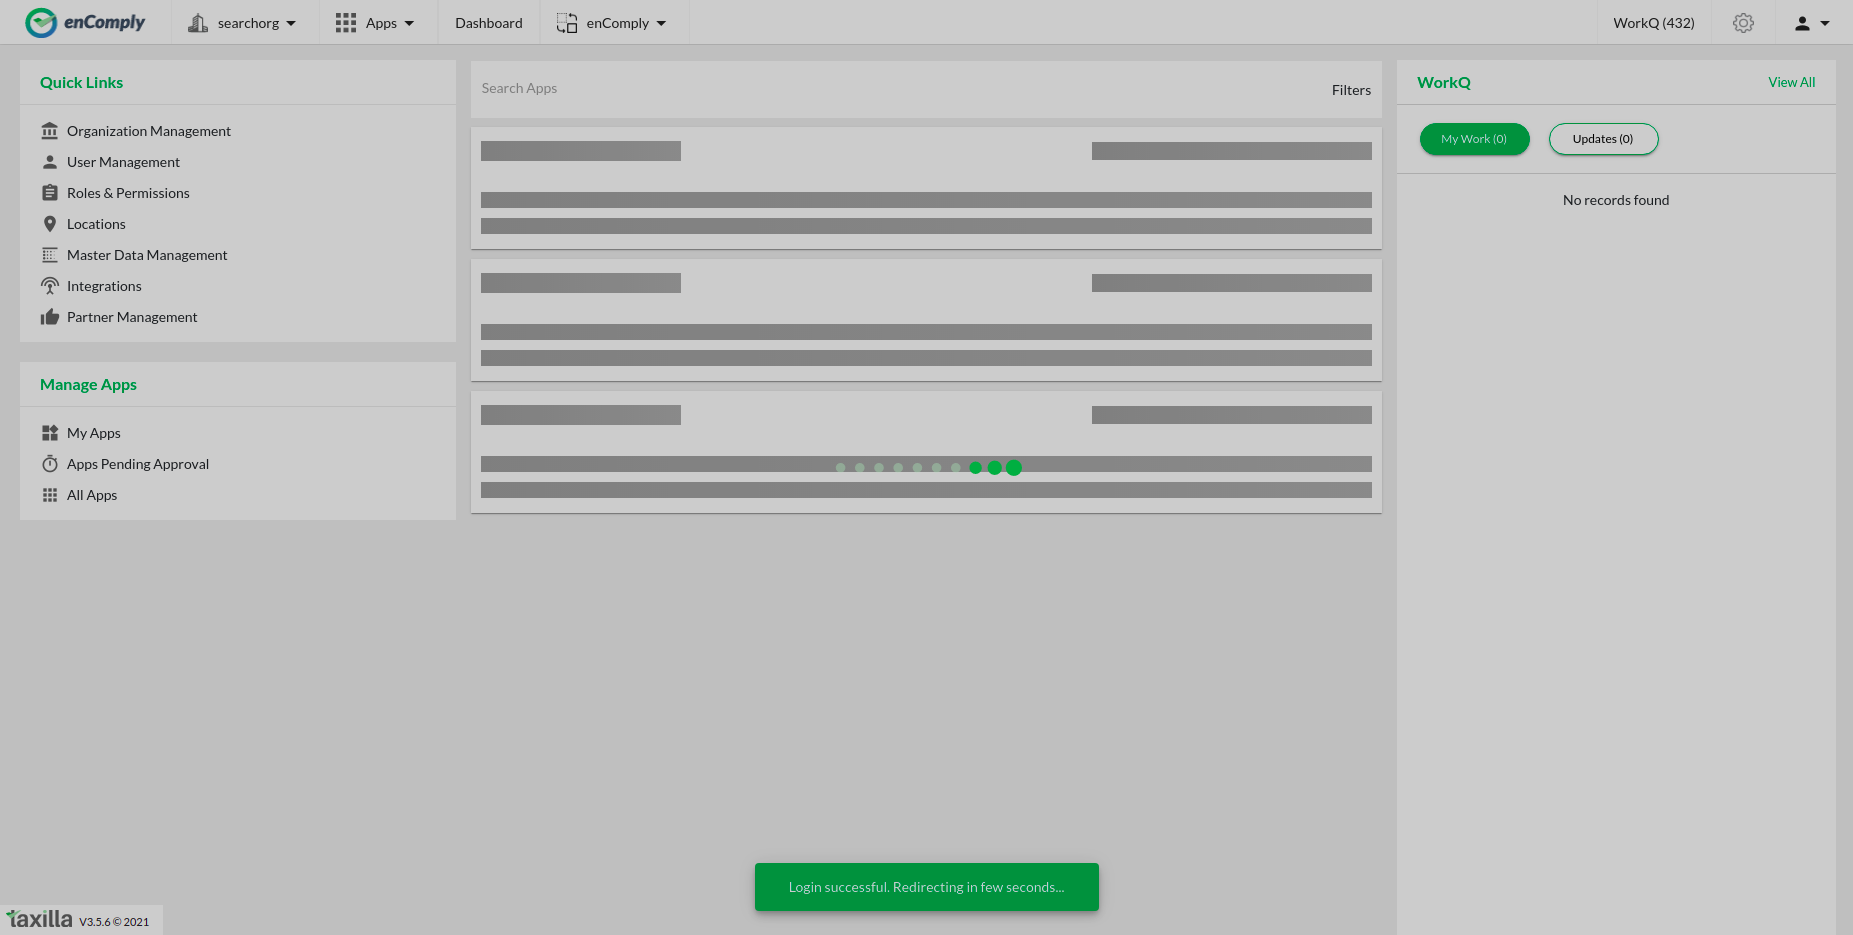 enComply
searchorg
Apps
Dashboard
enComply
WorkQ (432)
Quick Links
Organization Management
User Management
Roles & Permissions
Locations
Master Data Management
Integrations
Partner Management
Manage Apps
My Apps
Apps Pending Approval
All Apps
Search Apps
Filters
WorkQ
View All
My Work (0)
Updates (0)
No records found
Login successful. Redirecting in few seconds...
taxilla V3.5.6 © 2021